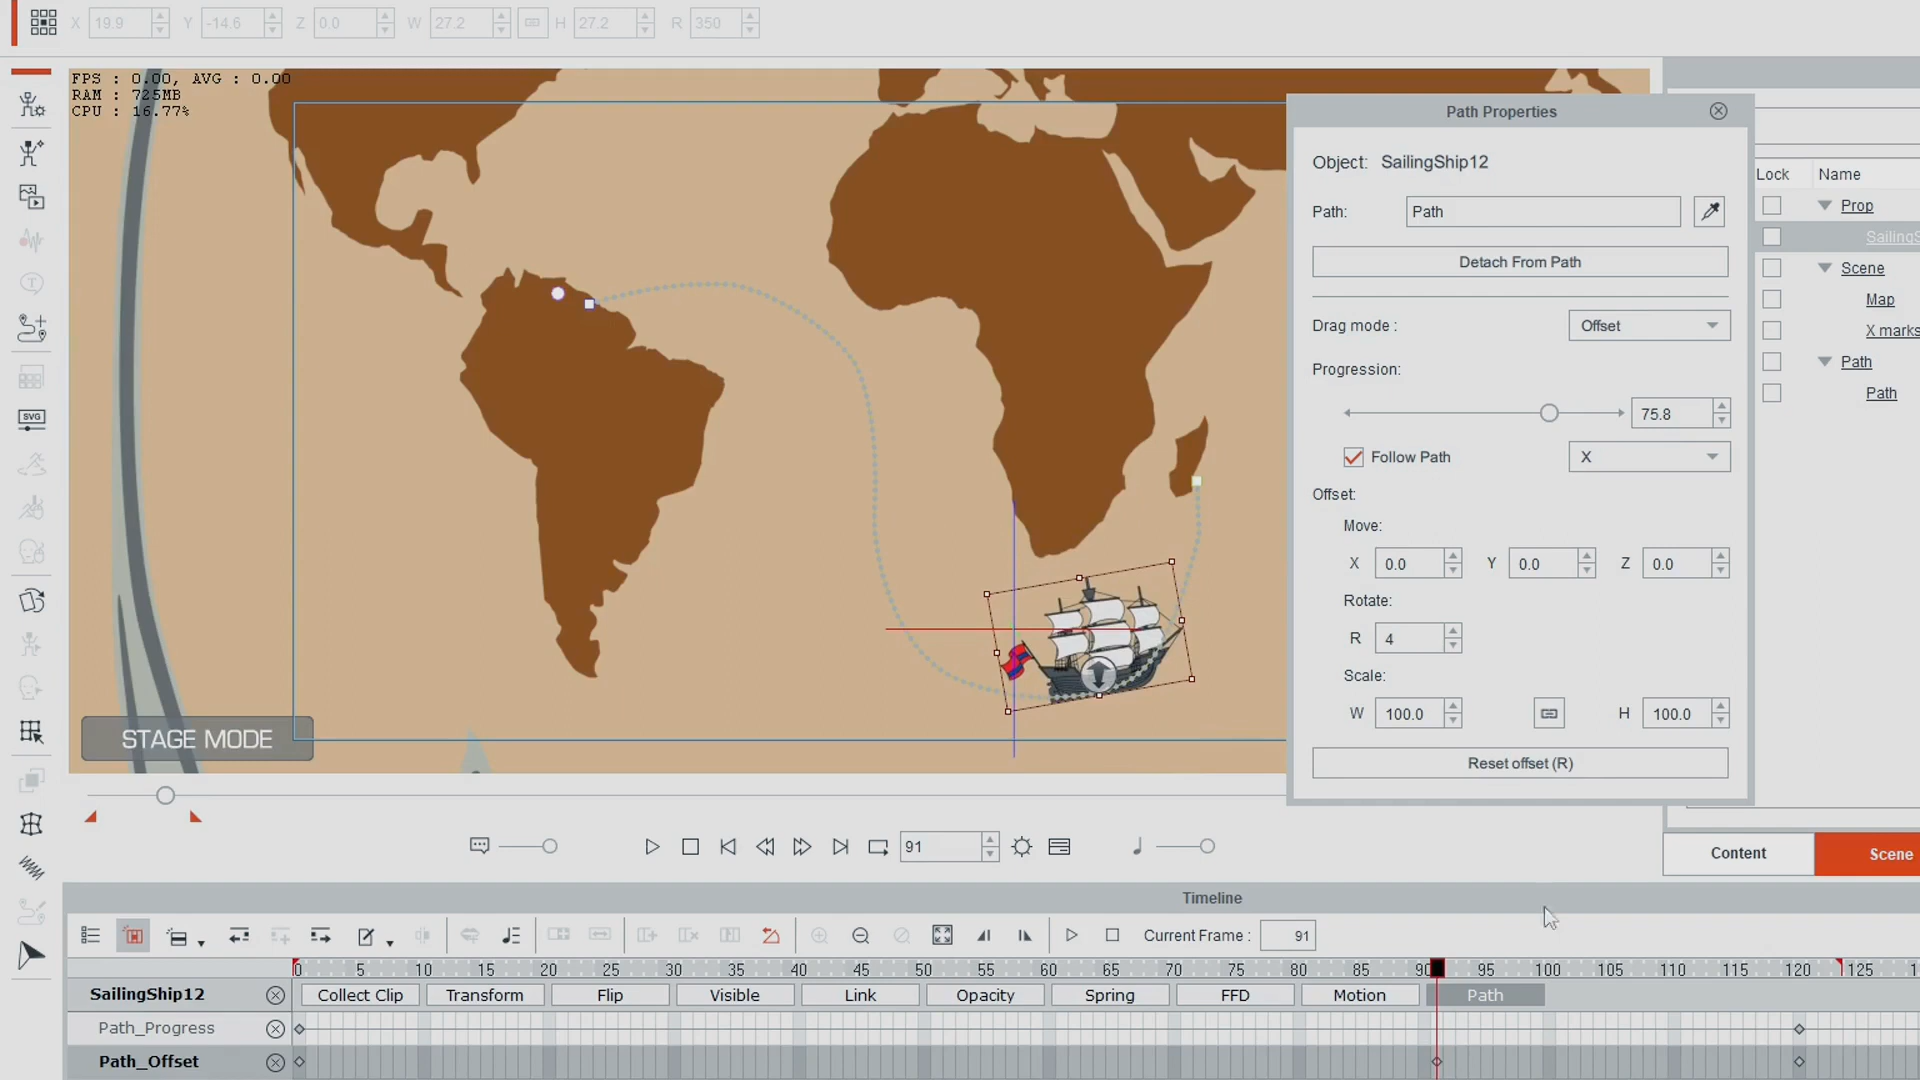 X 19.9 Y -14.6 Z 0.0 W 27.2 H 27.2 R 350
FPS : 0.00, AVG : 0.00
RAM : 725MB
CPU : 16.77%
Path Properties
Object: SailingShip12
Path: Path
Detach From Path
Drag mode : Offset
Progression:
75.8
Follow Path X
Offset:
Move:
X 0.0 Y 0.0 Z 0.0
Rotate:
R 4
Scale:
W 100.0 H 100.0
Reset offset (R)
Lock Name
Prop
SailingS
Scene
Map
X marks
Path
Path
T
SVG
STAGE MODE
91
Content Scene
Timeline
Current Frame : 91
0 5 10 15 20 25 30 35 40 45 50 55 60 65 70 75 80 85 90 95 100 105 110 115 120 125
SailingShip12 Collect Clip Transform Flip Visible Link Opacity Spring FFD Motion Path
Path_Progress
Path_Offset